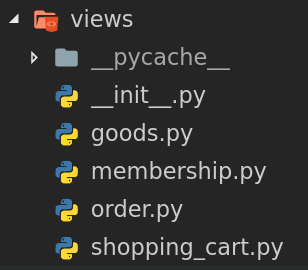 views
__pycache__
__init__.py
goods.py
membership.py
order.py
shopping_cart.py